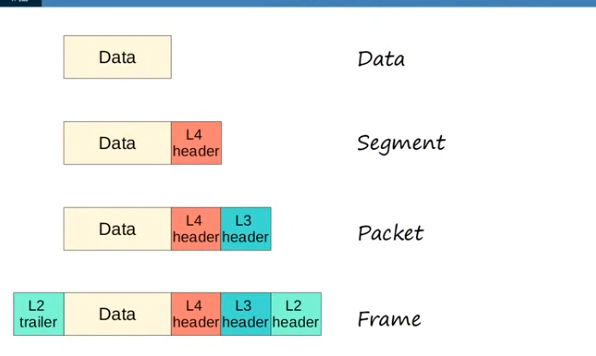 Data
Data
Data
L4
header
Segment
Data
L4
header
L3
header
Packet
L2
trailer
Data
L4
header
L3
header
L2
header
Frame